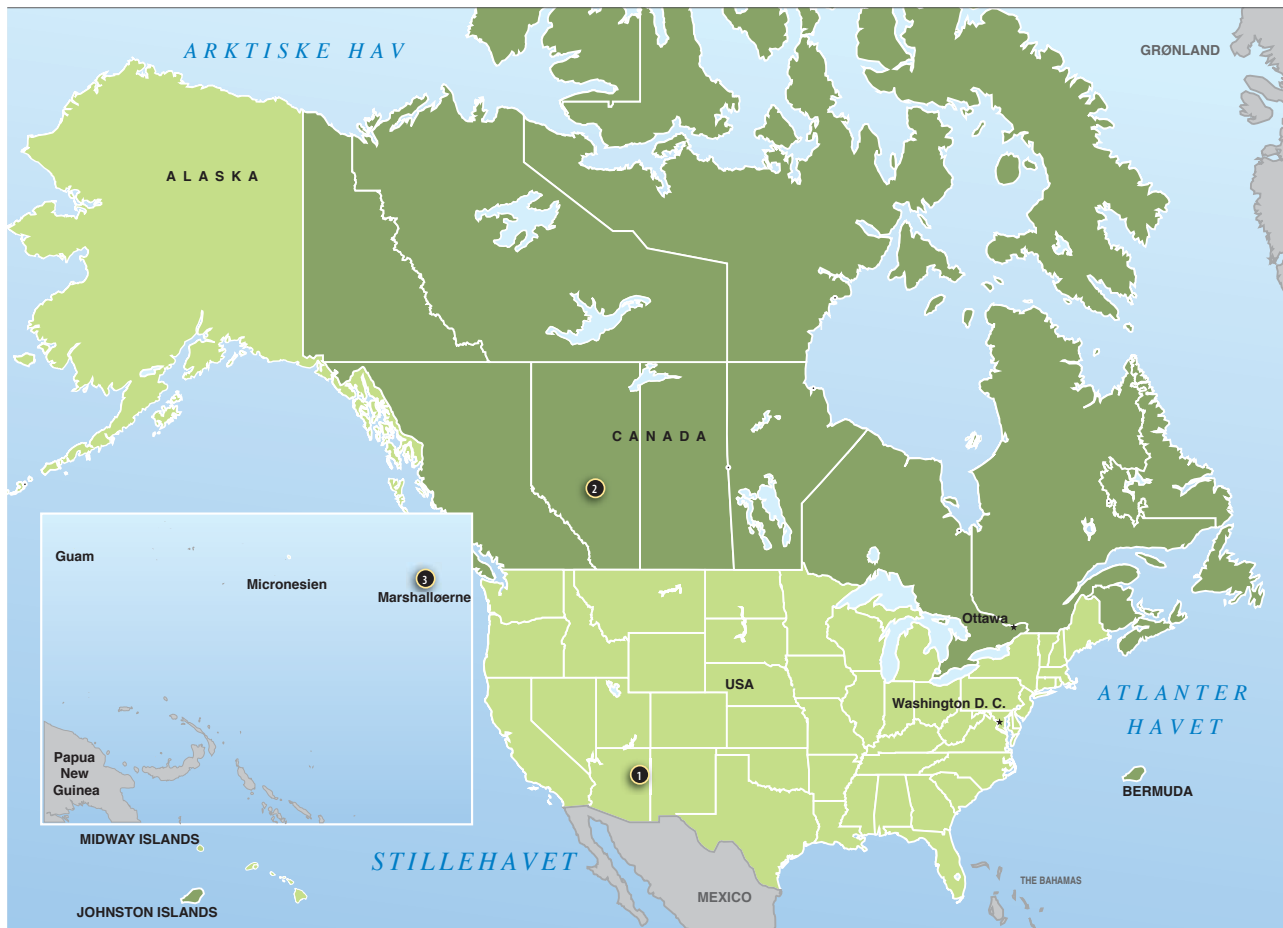 ARKTISKE HAV
GRØNLAND
ALASKA
CANADA
2
Guam
Micronesien
3
Marshalløerne
Ottawa
USA
Washington D. C.
ATLANTER
HAVET
Papua
New
Guinea
1
BERMUDA
MIDWAY ISLANDS
STILLEHAVET
THE BAHAMAS
MEXICO
JOHNSTON ISLANDS